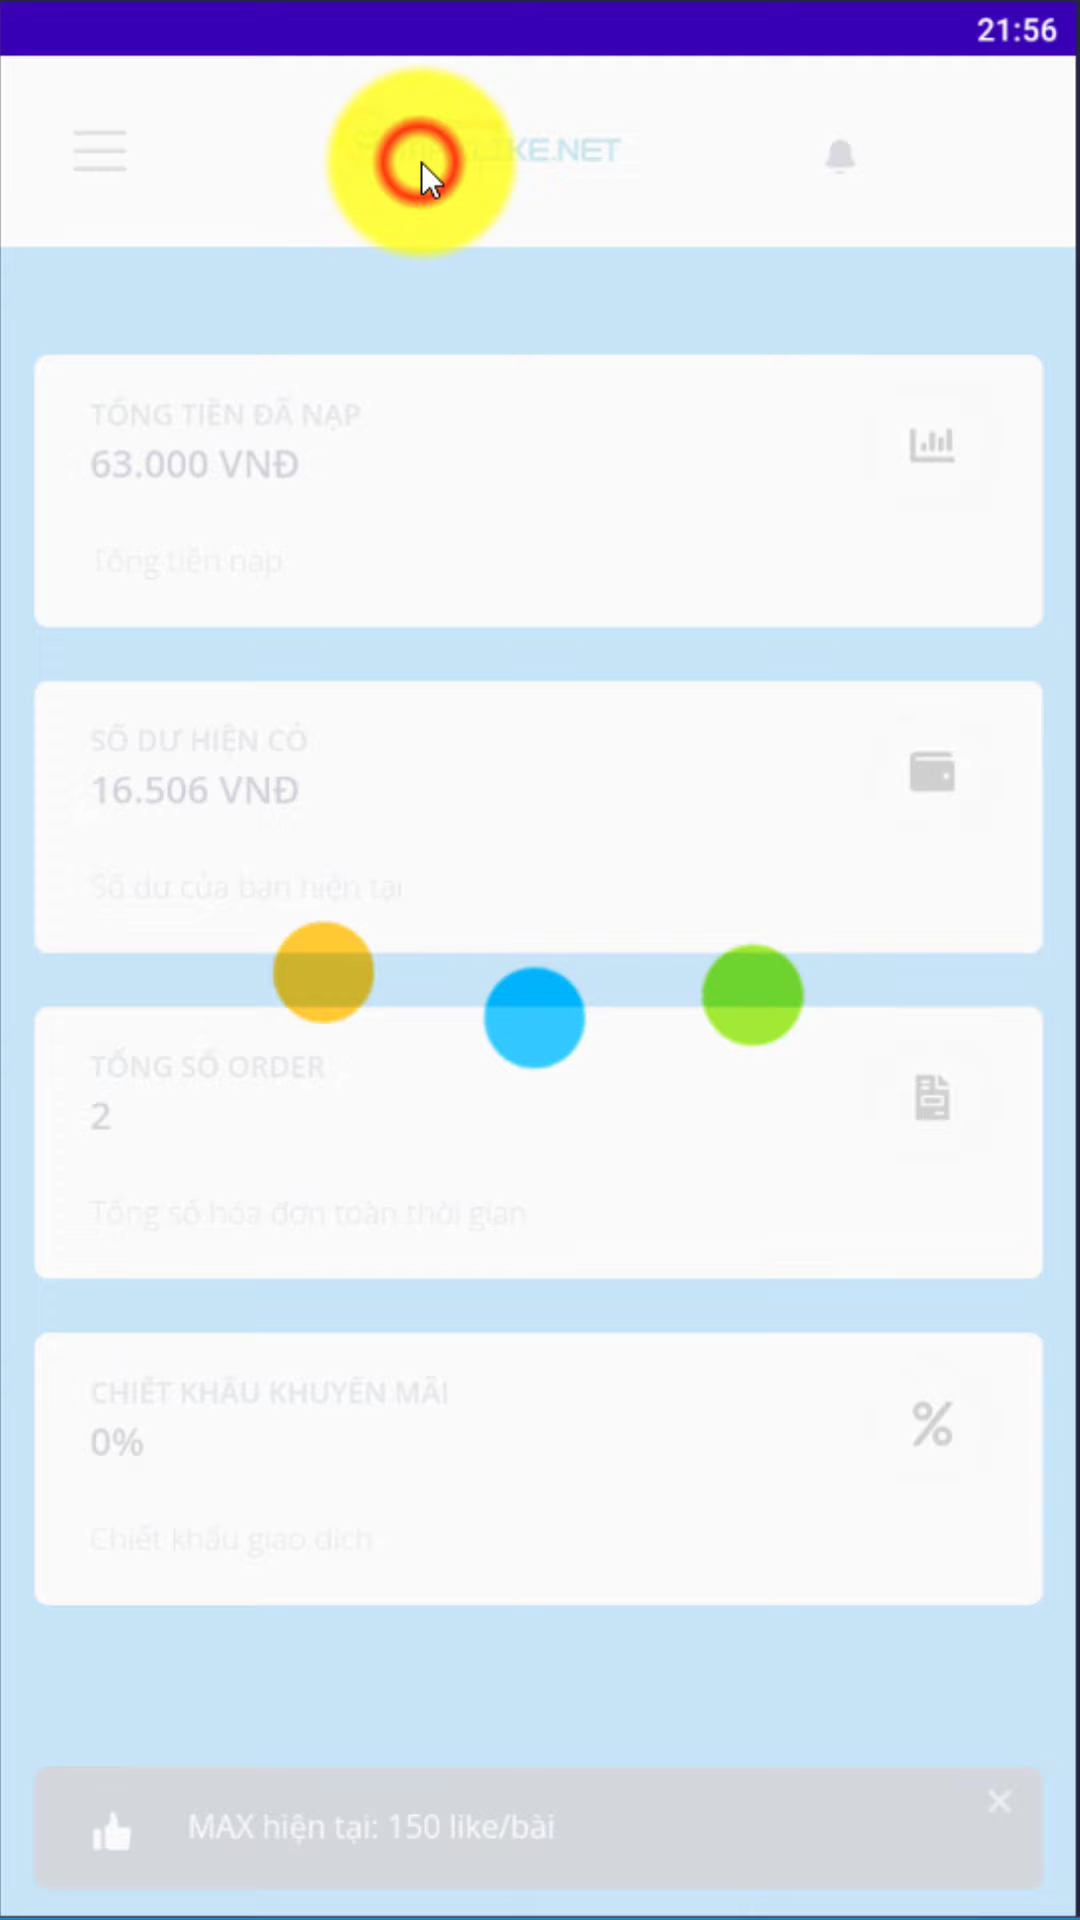 21:56
KE.NET
TỔNG TIỀN ĐÃ NẠP
63.000 VNĐ
Tổng tiền nạp
SỐ DƯ HIỆN CÓ
16.506 VNĐ
Số dư của bạn hiện tại
TỔNG SỐ ORDER
2
Tổng số hóa đơn toàn thời gian
CHIẾT KHẤU KHUYẾN MÃI
0%
Chiết khấu giao dịch
MAX hiện tại: 150 like/bài